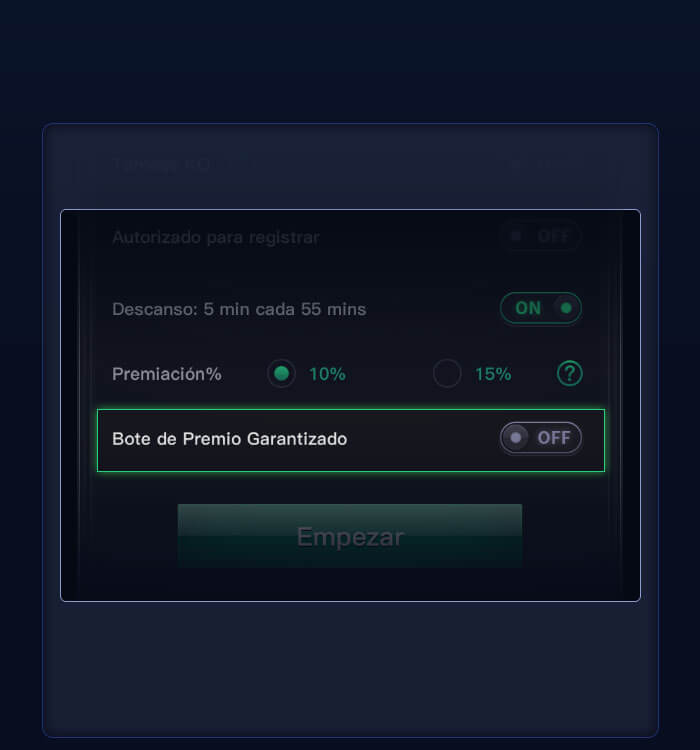 Autorizado para registrar OFF
Descanso: 5 min cada 55 mins ON
Premiación% 10% 15% ?
Bote de Premio Garantizado OFF
Empezar